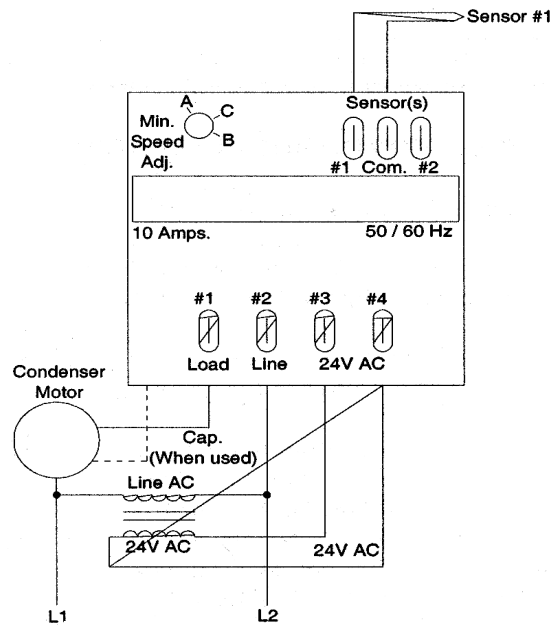 Sensor #1
A
C
B
Min.
Speed
Adj.
Sensor(s)
#1 Com. #2
10 Amps.
50 / 60 Hz
#1 #2 #3 #4
Load Line 24V AC
Condenser
Motor
Cap.
(When used)
Line AC
24V AC
24V AC
L1
L2